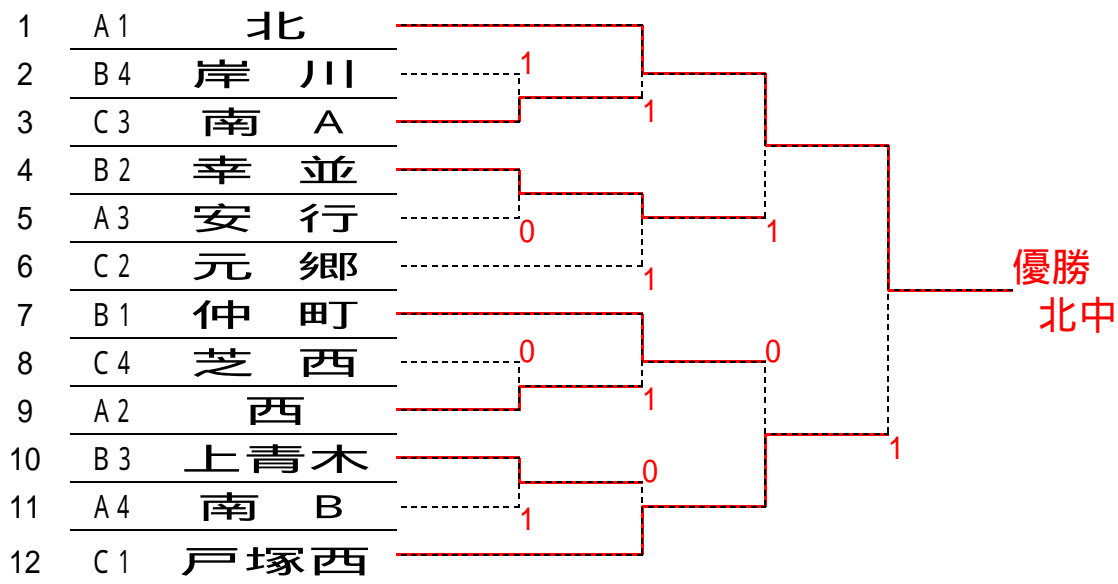 1 A1 北
2 B4 岸川 1
3 C3 南A 1
4 B2 幸並
5 A3 安行 0 1
6 C2 元郷 1 優勝
7 B1 仲町 北中
8 C4 芝西 0 0
9 A2 西 1
10 B3 上青木 0 1
11 A4 南B 1
12 C1 戸塚西